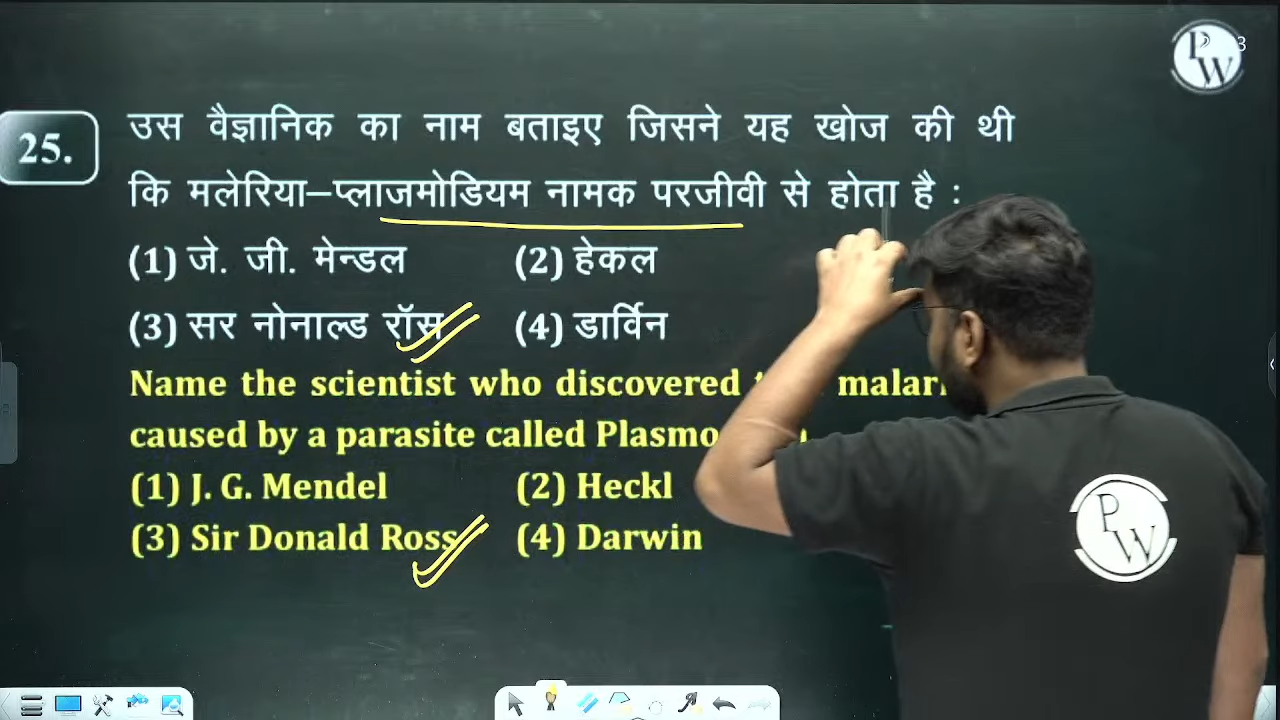 PW 3
25. उस वैज्ञानिक का नाम बताइए जिसने यह खोज की थी
कि मलेरिया–प्लाजमोडियम नामक परजीवी से होता है :
(1) जे. जी. मेन्डल (2) हेकल
(3) सर नोनाल्ड रॉस (4) डार्विन
Name the scientist who discovered
caused by a parasite called
(1) J. G. Mendel (2) Heckl
(3) Sir Donald Ross (4) Darwin
PW